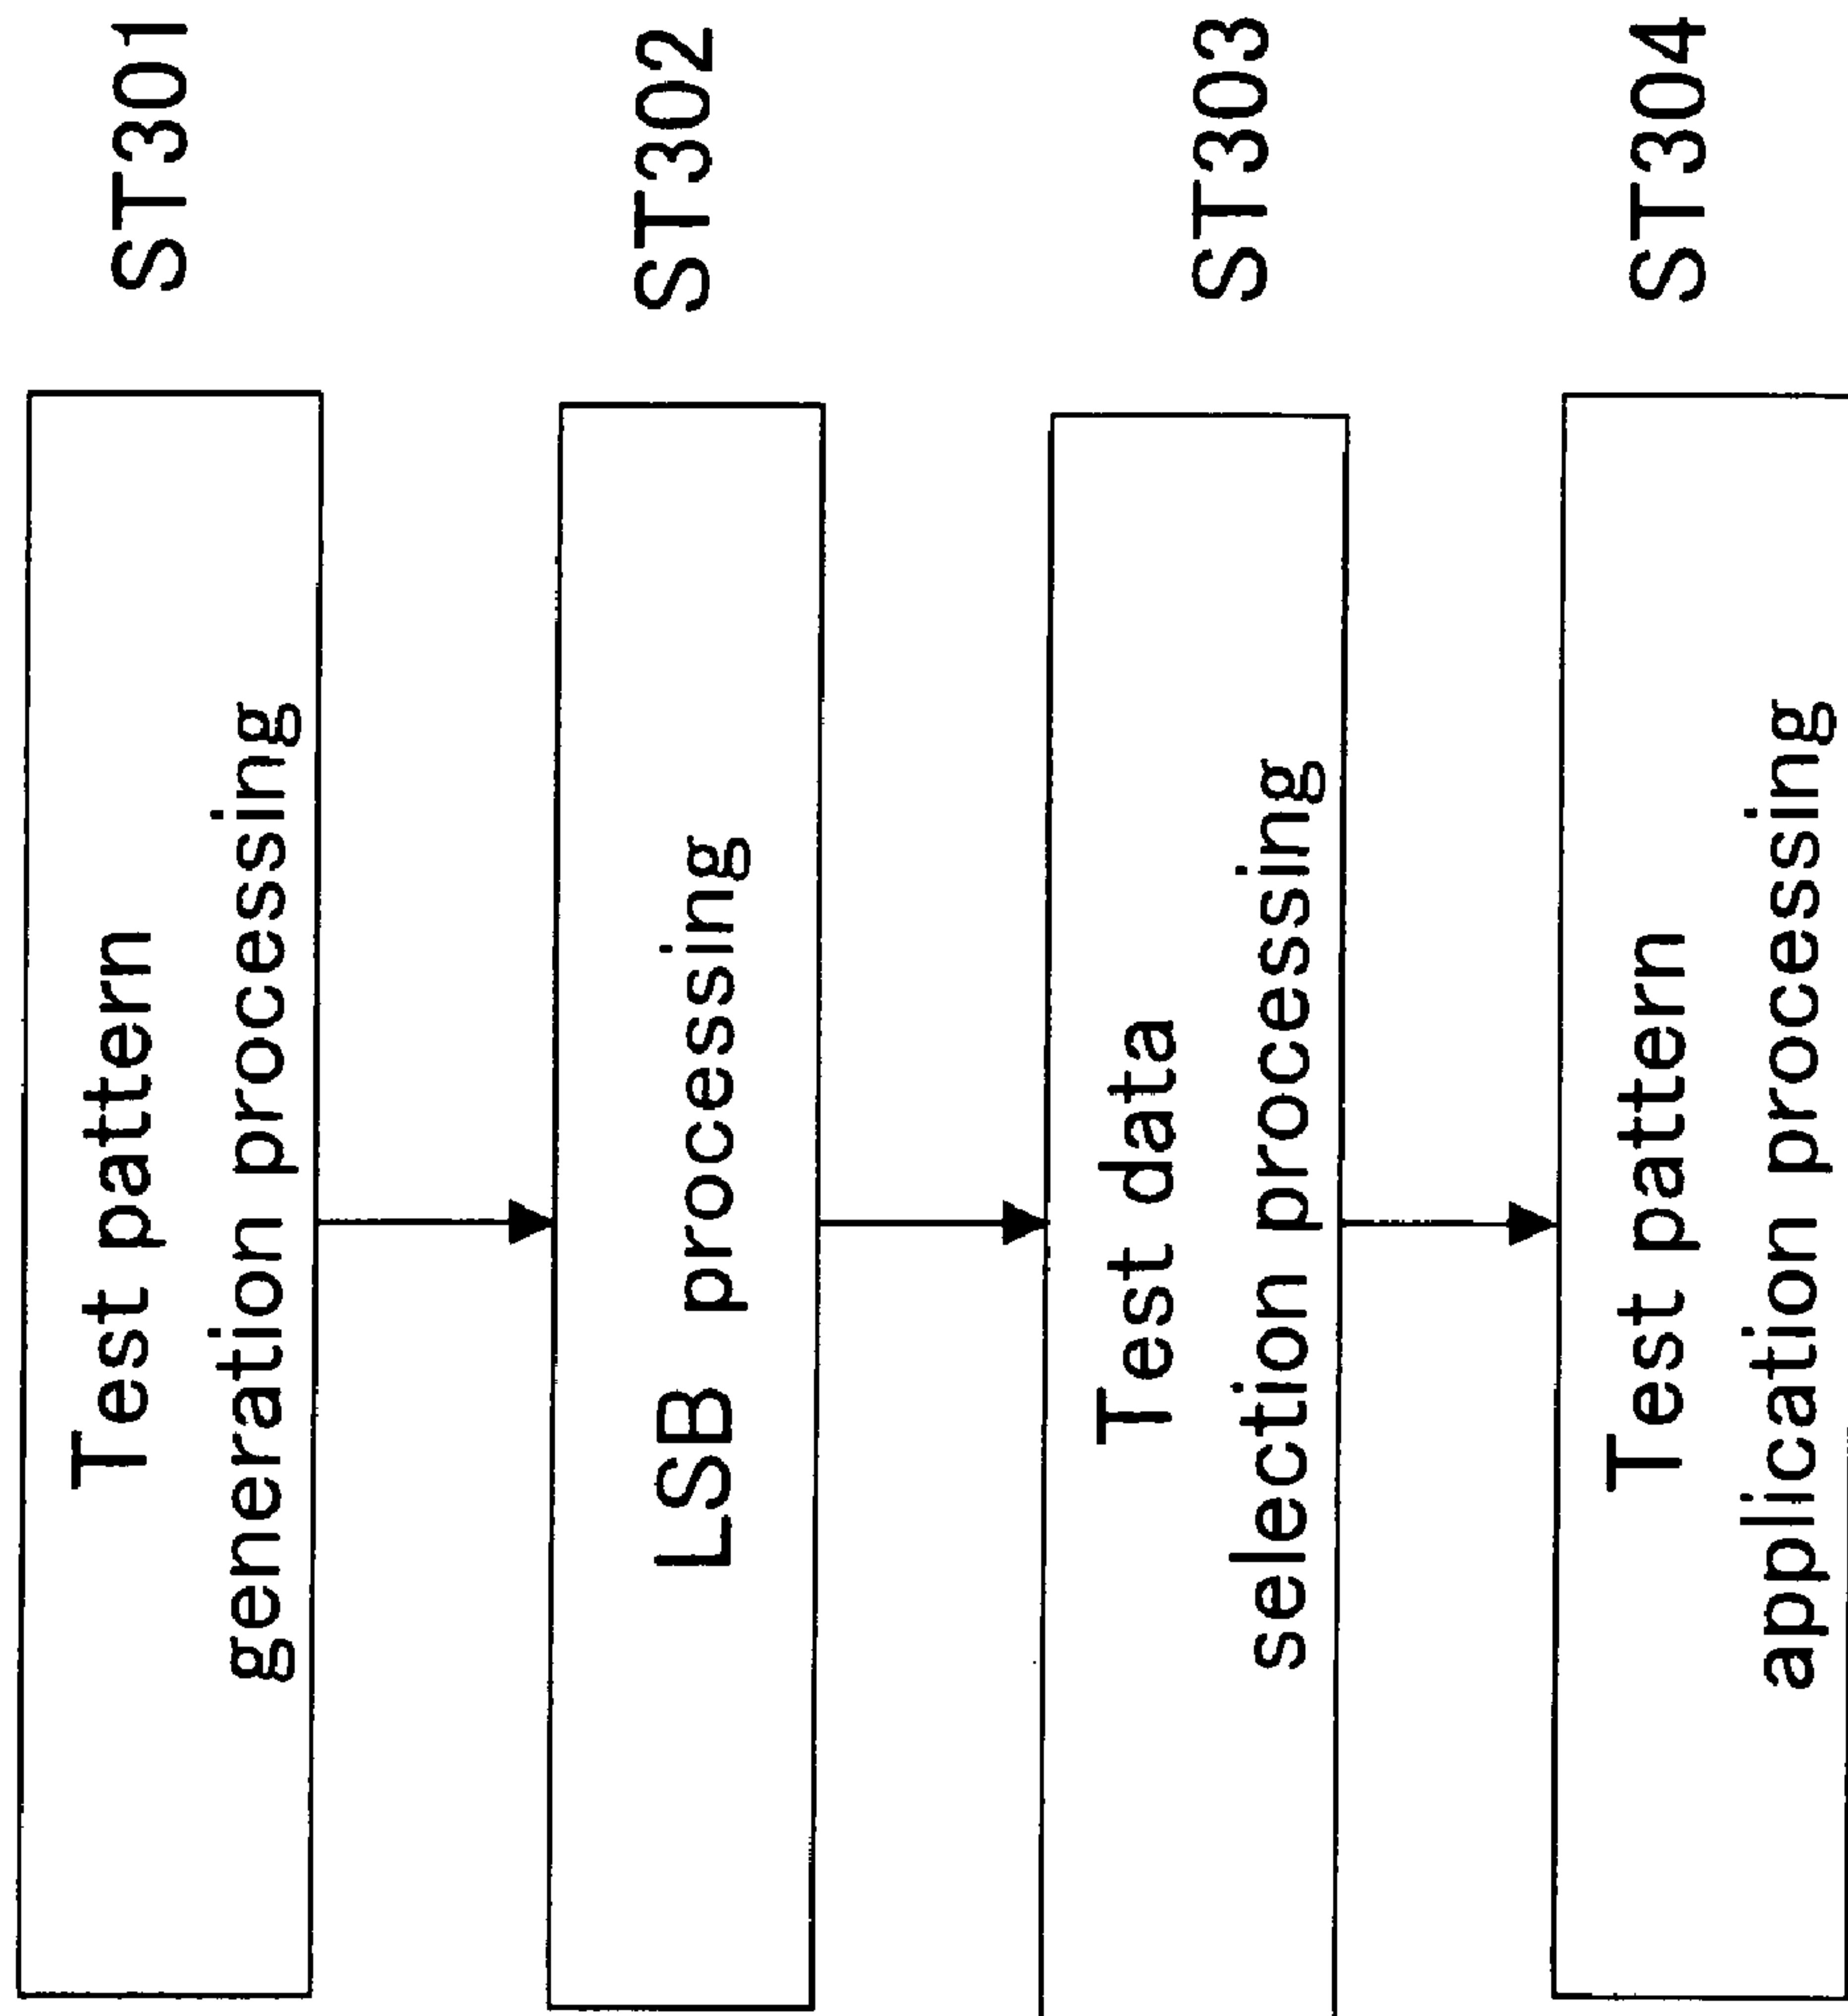 Test pattern
generation processing
ST301
LSB processing
ST302
Test data
selection processing
ST303
Test pattern
application processing
ST304